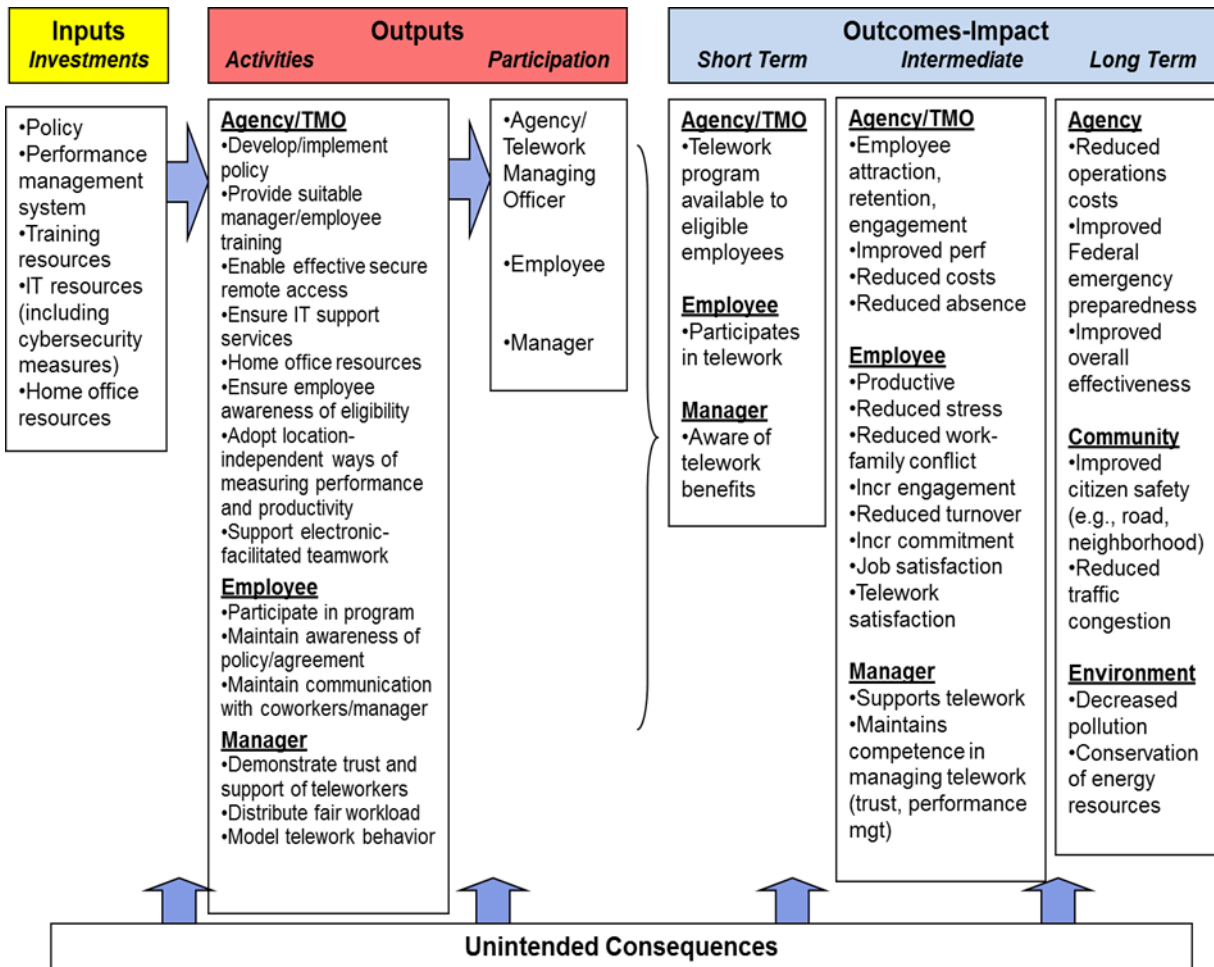 Inputs
Investments
Outputs
Activities
Participation
Outcomes-Impact
Short Term
Intermediate
Long Term
•Policy
•Performance
management
system
•Training
resources
•IT resources
(including
cybersecurity
measures)
•Home office
resources
Agency/TMO
•Develop/implement
policy
•Provide suitable
manager/employee
training
•Enable effective secure
remote access
•Ensure IT support
services
•Home office resources
•Ensure employee
awareness of eligibility
•Adopt location-
independent ways of
measuring performance
and productivity
•Support electronic-
facilitated teamwork
Employee
•Participate in program
•Maintain awareness of
policy/agreement
•Maintain communication
with coworkers/manager
Manager
•Demonstrate trust and
support of teleworkers
•Distribute fair workload
•Model telework behavior
•Agency/
Telework
Managing
Officer
•Employee
•Manager
Agency/TMO
•Telework
program
available to
eligible
employees
Employee
•Participates
in telework
Manager
•Aware of
telework
benefits
Agency/TMO
•Employee
attraction,
retention,
engagement
•Improved perf
•Reduced costs
•Reduced absence
Employee
•Productive
•Reduced stress
•Reduced work-
family conflict
•Incr engagement
•Reduced turnover
•Incr commitment
•Job satisfaction
•Telework
satisfaction
Manager
•Supports telework
•Maintains
competence in
managing telework
(trust, performance
mgt)
Agency
•Reduced
operations
costs
•Improved
Federal
emergency
preparedness
•Improved
overall
effectiveness
Community
•Improved
citizen safety
(e.g., road,
neighborhood)
•Reduced
traffic
congestion
Environment
•Decreased
pollution
•Conservation
of energy
resources
Unintended Consequences